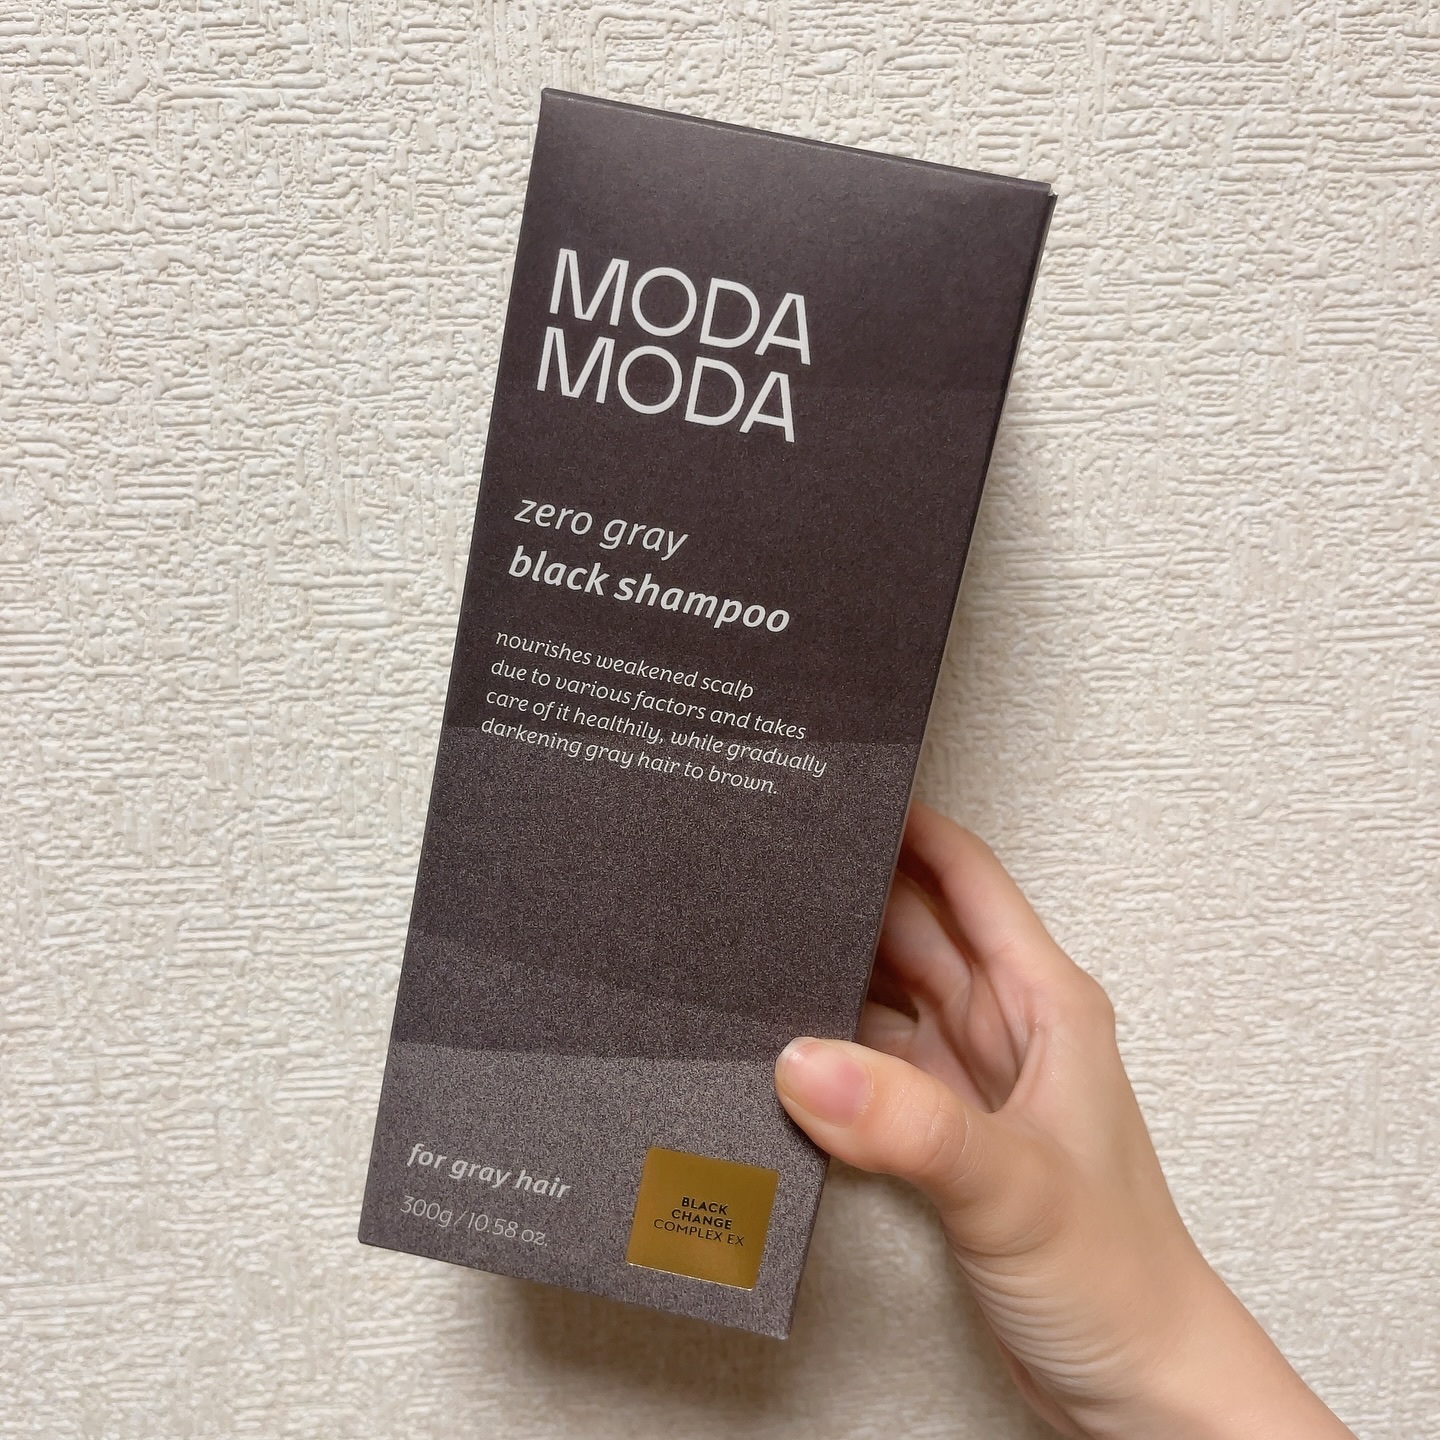 MODA
MODA
zero gray
black shampoo
nourishes weakened scalp
due to various factors and takes
care of it healthily, while gradually
darkening gray hair to brown.
for gray hair
300g / 10.58 oz.
BLACK
CHANGE
COMPLEX EX